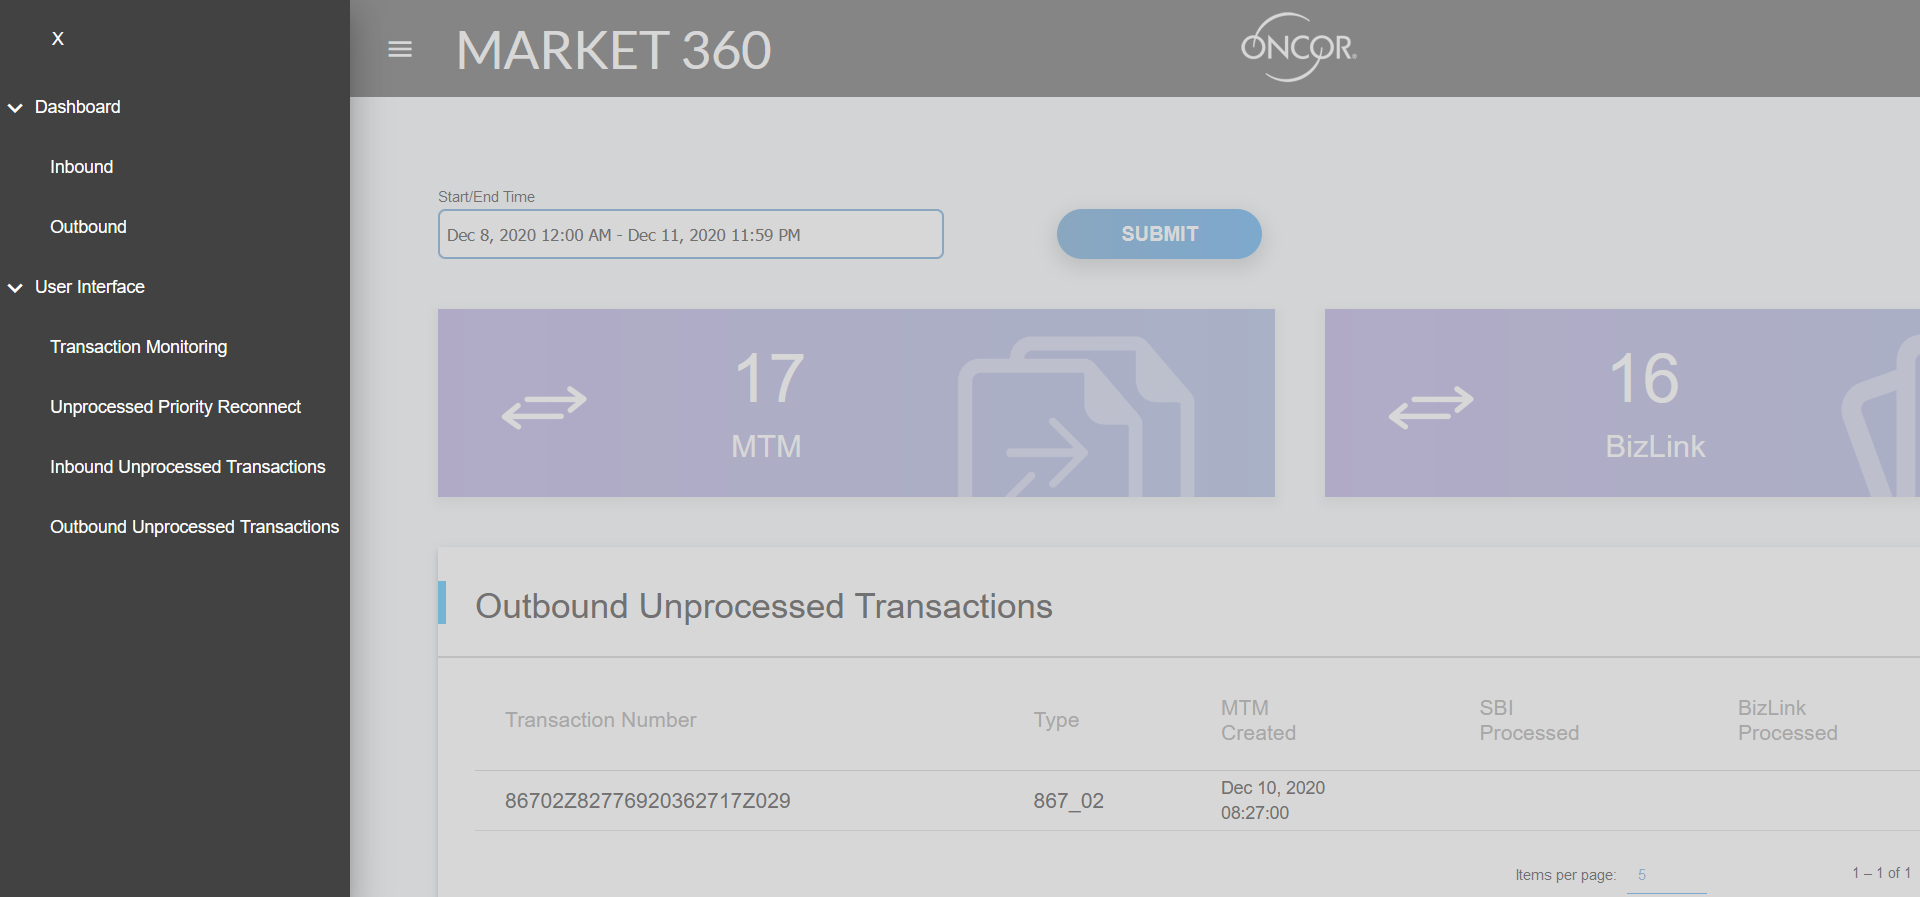 X
Dashboard
Inbound
Outbound
User Interface
Transaction Monitoring
Unprocessed Priority Reconnect
Inbound Unprocessed Transactions
Outbound Unprocessed Transactions
MARKET 360
ONCOR®
Start/End Time
Dec 8, 2020 12:00 AM - Dec 11, 2020 11:59 PM
SUBMIT
17
MTM
16
BizLink
Outbound Unprocessed Transactions
Transaction Number
Type
MTM
Created
SBI
Processed
BizLink
Processed
86702Z82776920362717Z029
867_02
Dec 10, 2020
08:27:00
Items per page: 5
1 – 1 of 1